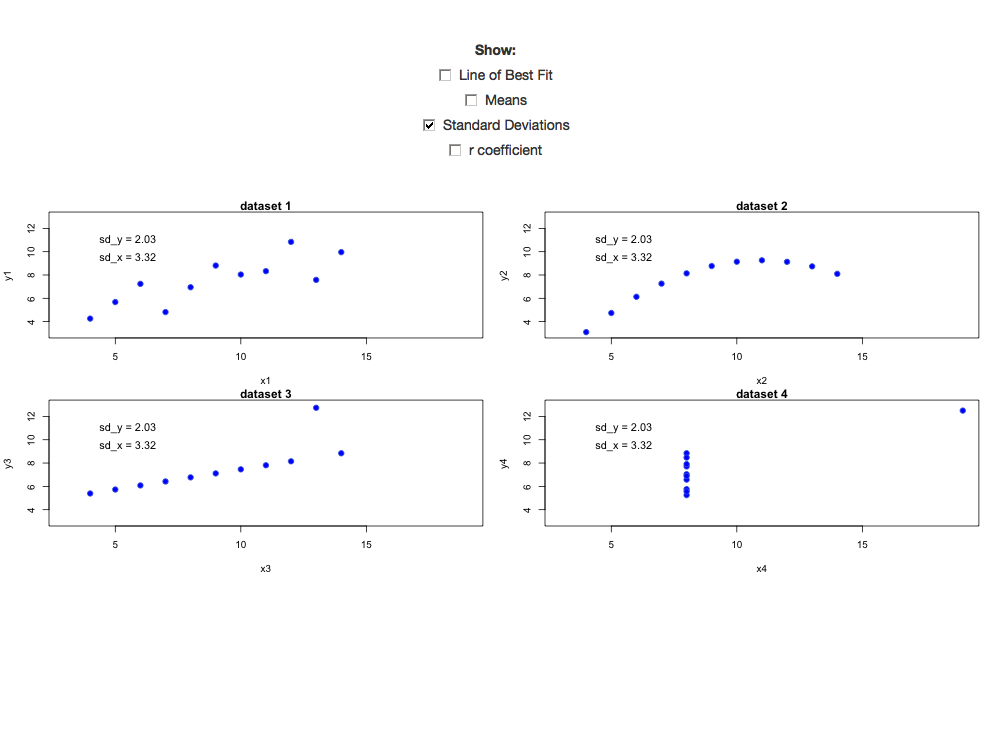 Show:
Line of Best Fit
Means
Standard Deviations
r coefficient
dataset 1
sd_y = 2.03
sd_x = 3.32
y1
12
10
8
6
4
5 10 15
x1
dataset 2
sd_y = 2.03
sd_x = 3.32
y2
12
10
8
6
4
5 10 15
x2
dataset 3
sd_y = 2.03
sd_x = 3.32
y3
12
10
8
6
4
5 10 15
x3
dataset 4
sd_y = 2.03
sd_x = 3.32
y4
12
10
8
6
4
5 10 15
x4